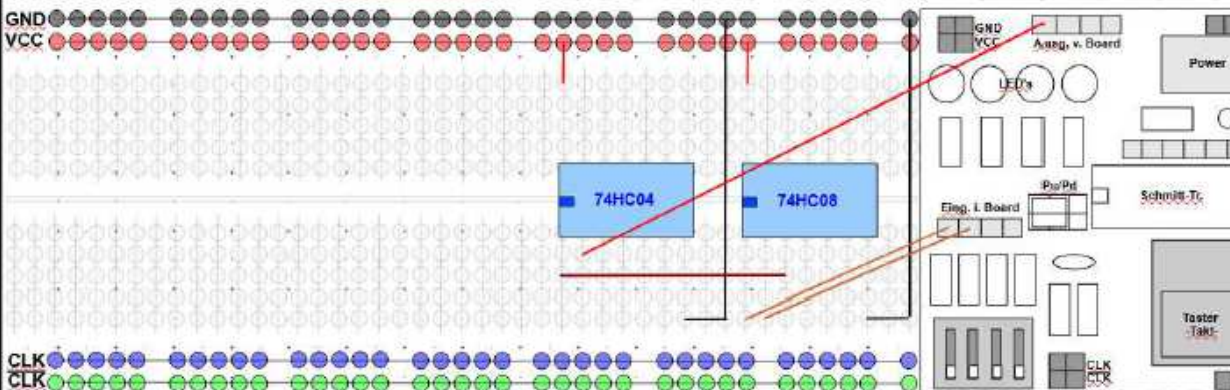 GND
VCC
GND
VCC
Ausg. v. Board
Power
LED's
74HC04
74HC08
Pu/Pd
Schmitt-Tr.
Eing. i. Board
Taster
-Takt-
CLK
CLK
CLK
CLK